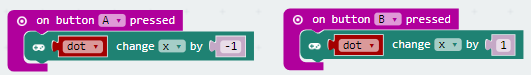 on button A pressed
dot change x by -1
on button B pressed
dot change x by 1